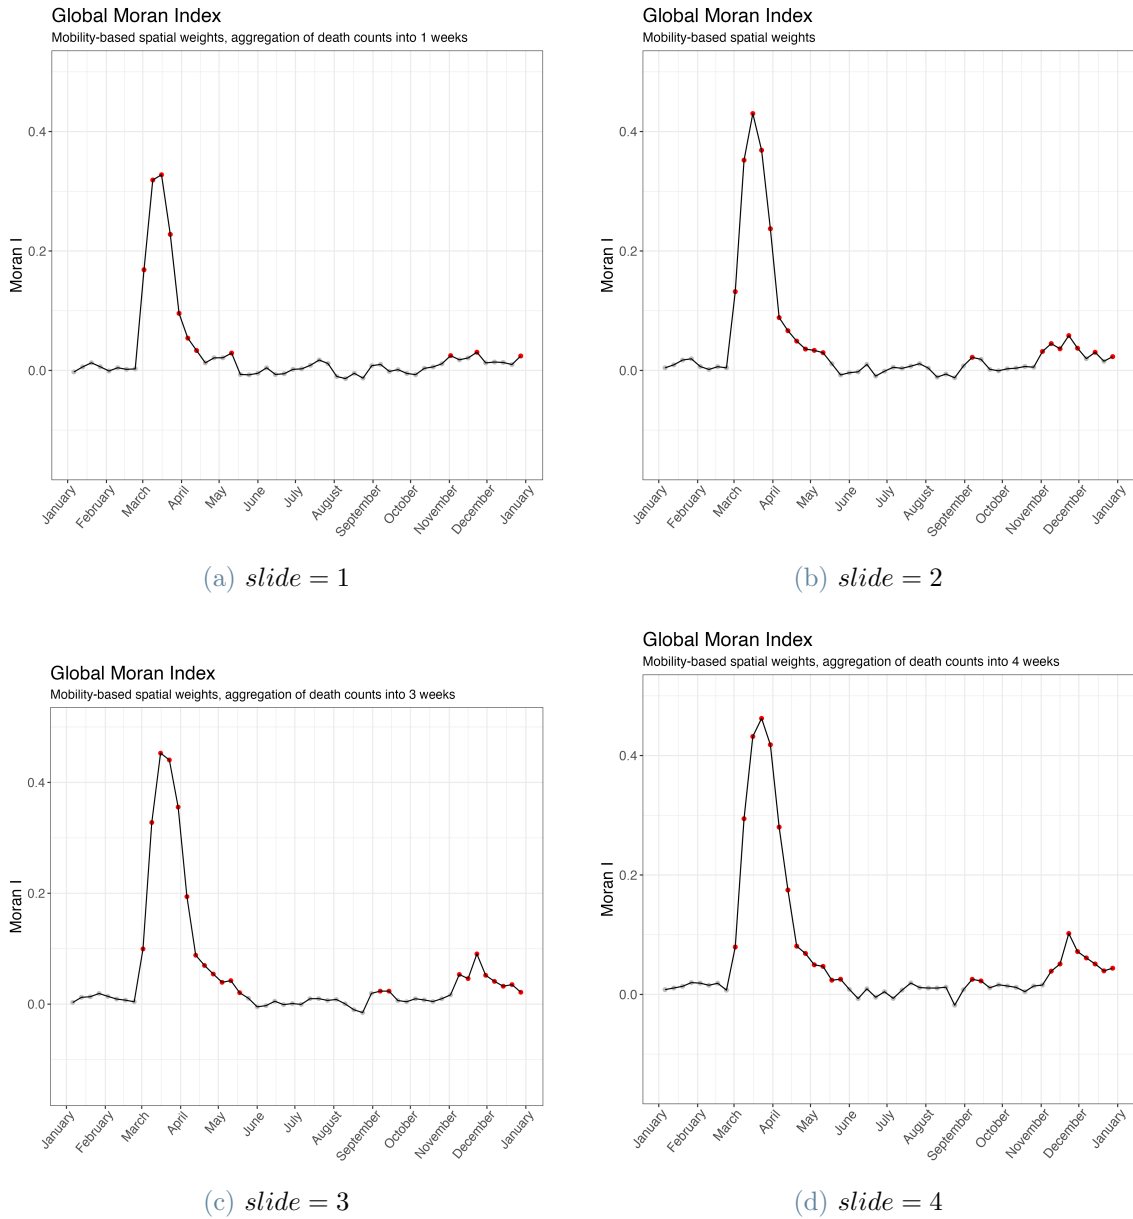 Global Moran Index
Mobility-based spatial weights, aggregation of death counts into 1 weeks
Moran I
0.4
0.2
0.0
January
February
March
April
May
June
July
August
September
October
November
December
January
(a) slide = 1
Global Moran Index
Mobility-based spatial weights
Moran I
0.4
0.2
0.0
January
February
March
April
May
June
July
August
September
October
November
December
January
(b) slide = 2
Global Moran Index
Mobility-based spatial weights, aggregation of death counts into 3 weeks
Moran I
0.4
0.2
0.0
January
February
March
April
May
June
July
August
September
October
November
December
January
(c) slide = 3
Global Moran Index
Mobility-based spatial weights, aggregation of death counts into 4 weeks
Moran I
0.4
0.2
0.0
January
February
March
April
May
June
July
August
September
October
November
December
January
(d) slide = 4